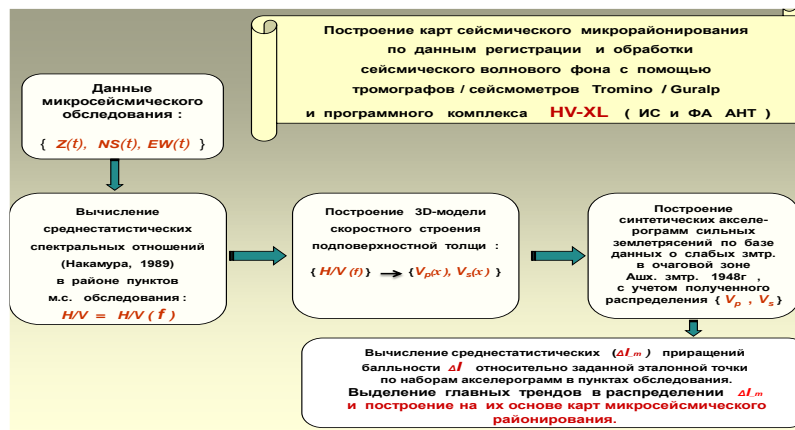 Построение карт сейсмического микрорайонирования
по данным регистрации и обработки
сейсмического волнового фона с помощью
тромографов / сейсмометров Tromino / Guralp
и программного комплекса HV-XL ( ИС и ФА АНТ )
Данные
микросейсмического
обследования :
{ Z(t), NS(t), EW(t) }
Вычисление
среднестатистических
спектральных отношений
(Накамура, 1989)
в районе пунктов
м.с. обследования :
H/V = H/V ( f )
Построение 3D-модели
скоростного строения
подповерхностной толщи :
{ H/V (f) } → {Vp(x), Vs(x) }
Построение
синтетических акселе-
рограмм сильных
землетрясений по базе
данных о слабых змтр.
в очаговой зоне
Ашх. змтр. 1948г ,
с учетом полученного
распределения { Vp , Vs }
Вычисление среднестатистических (ΔI_m ) приращений
балльности ΔI относительно заданной эталонной точки
по наборам акселерограмм в пунктах обследования.
Выделение главных трендов в распределении ΔI_m
и построение на их основе карт микросейсмического
районирования.